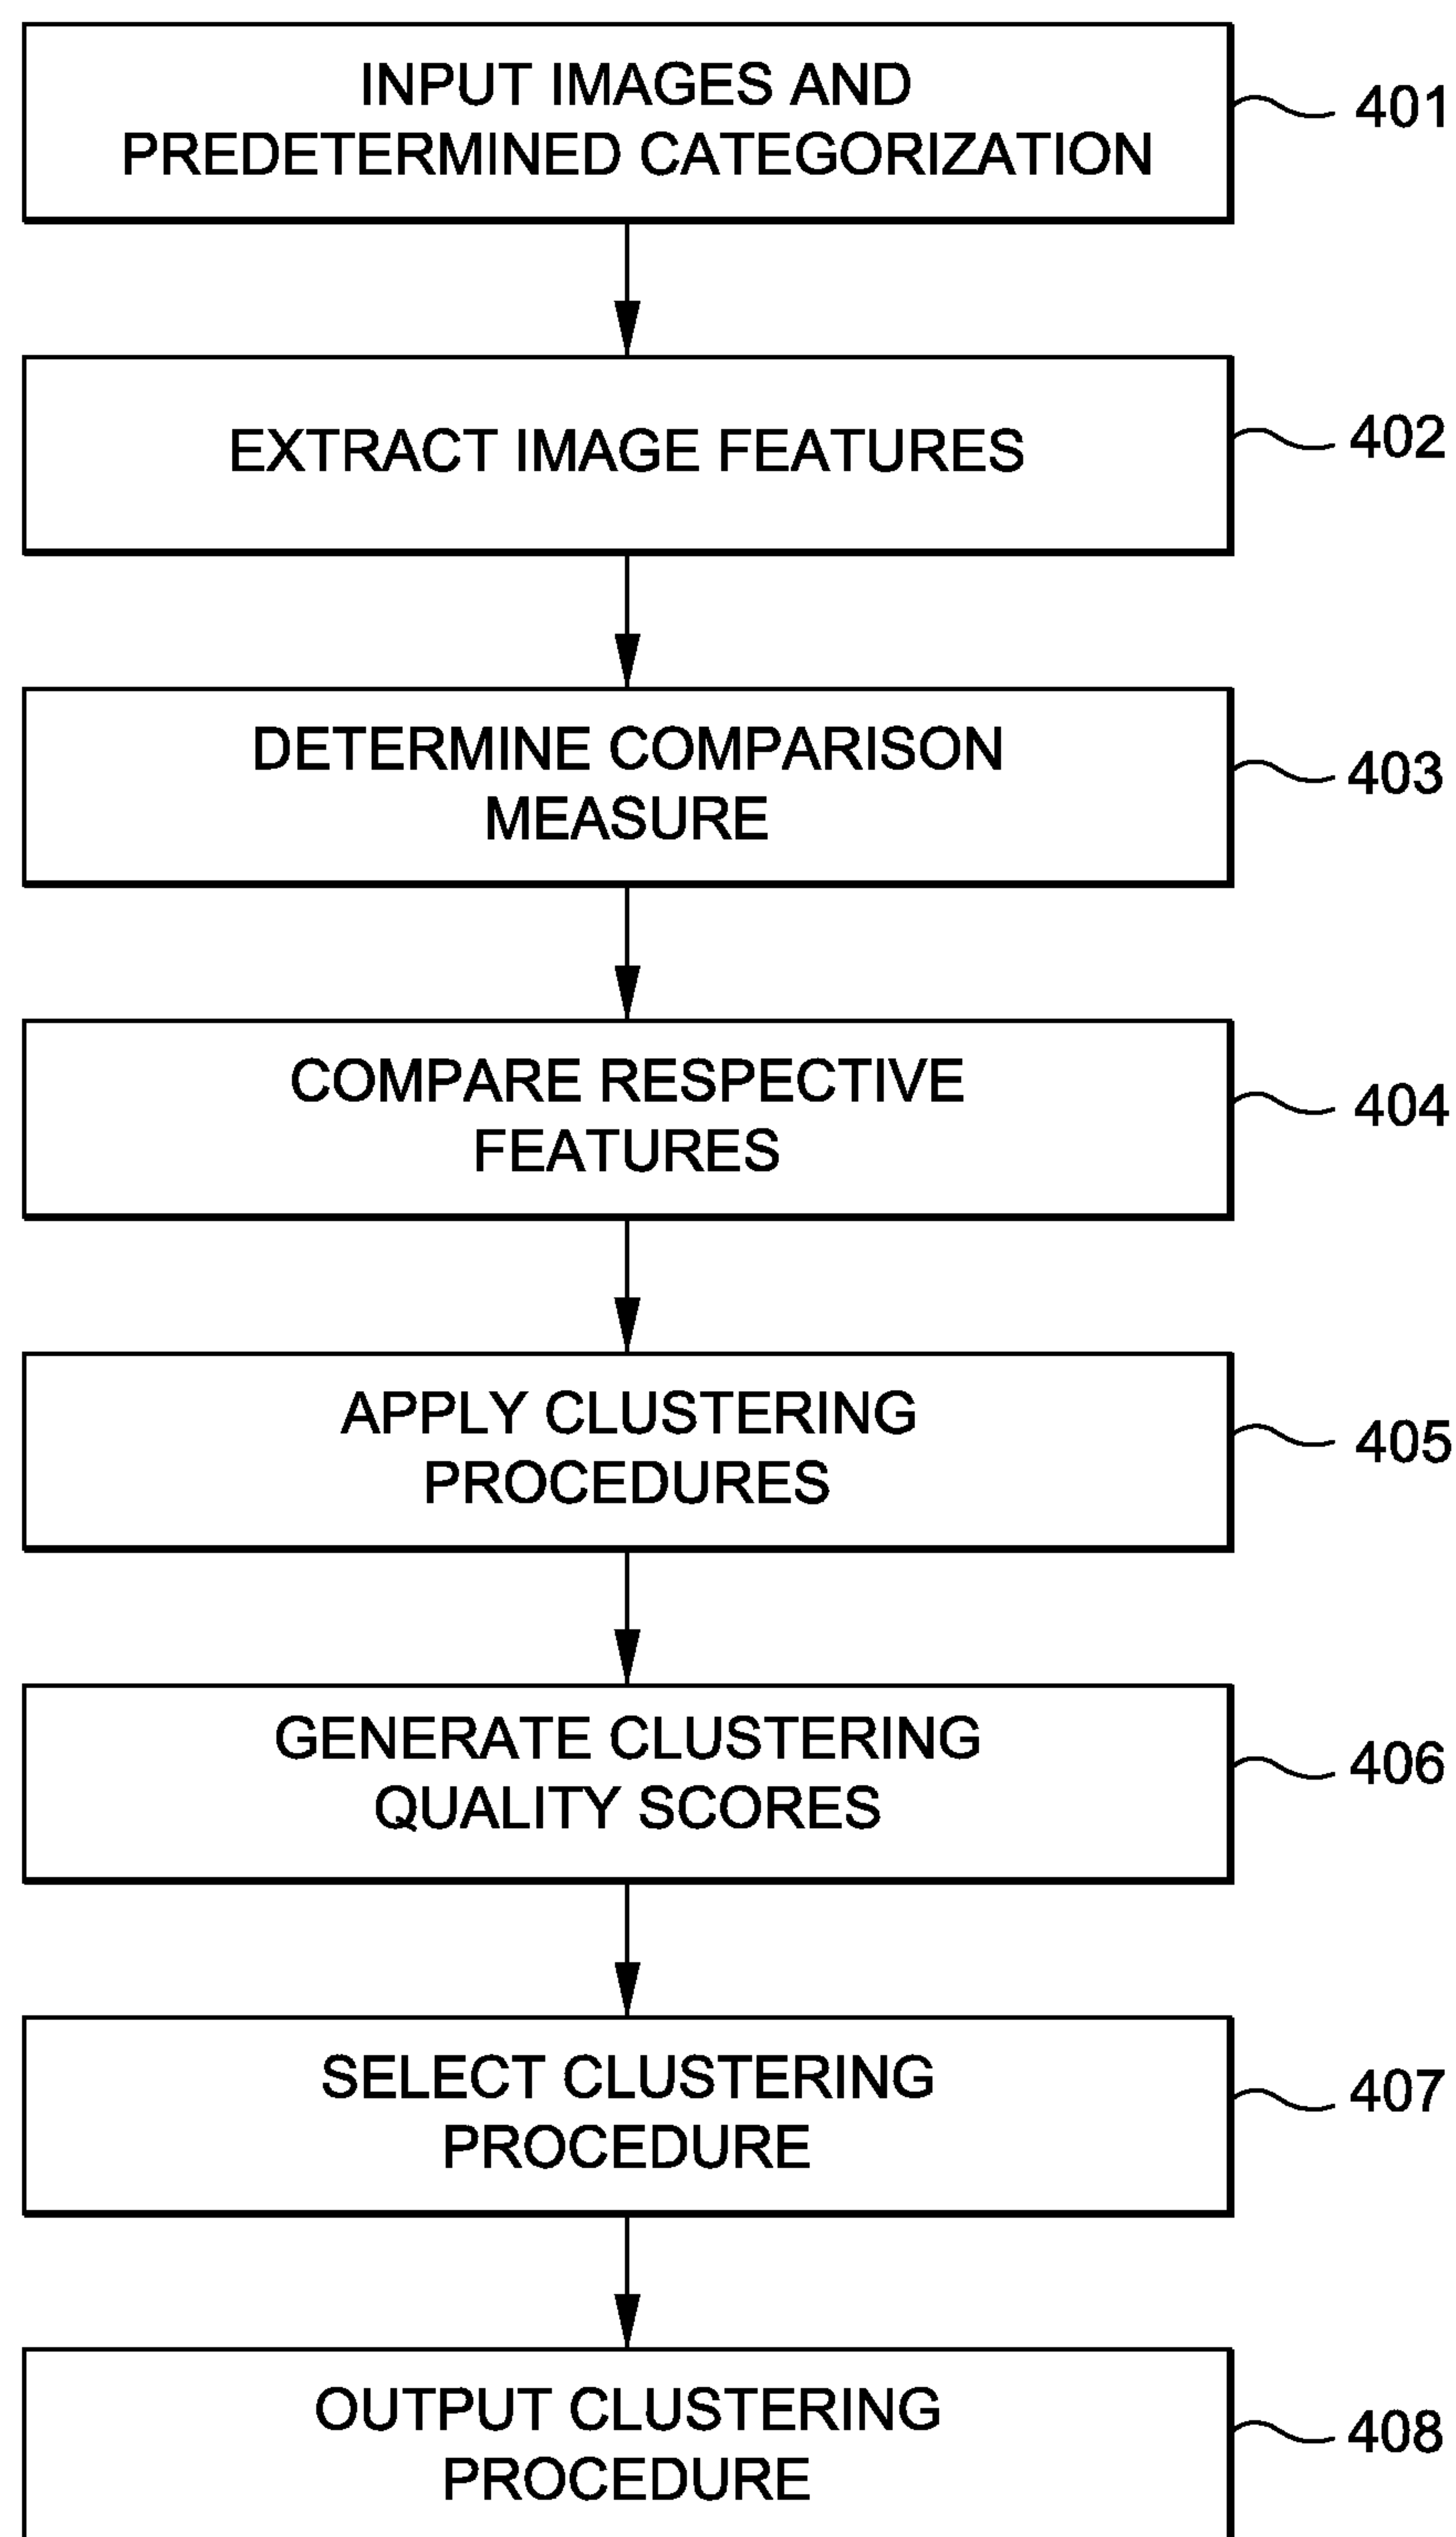 INPUT IMAGES AND
PREDETERMINED CATEGORIZATION
401
EXTRACT IMAGE FEATURES
402
DETERMINE COMPARISON
MEASURE
403
COMPARE RESPECTIVE
FEATURES
404
APPLY CLUSTERING
PROCEDURES
405
GENERATE CLUSTERING
QUALITY SCORES
406
SELECT CLUSTERING
PROCEDURE
407
OUTPUT CLUSTERING
PROCEDURE
408